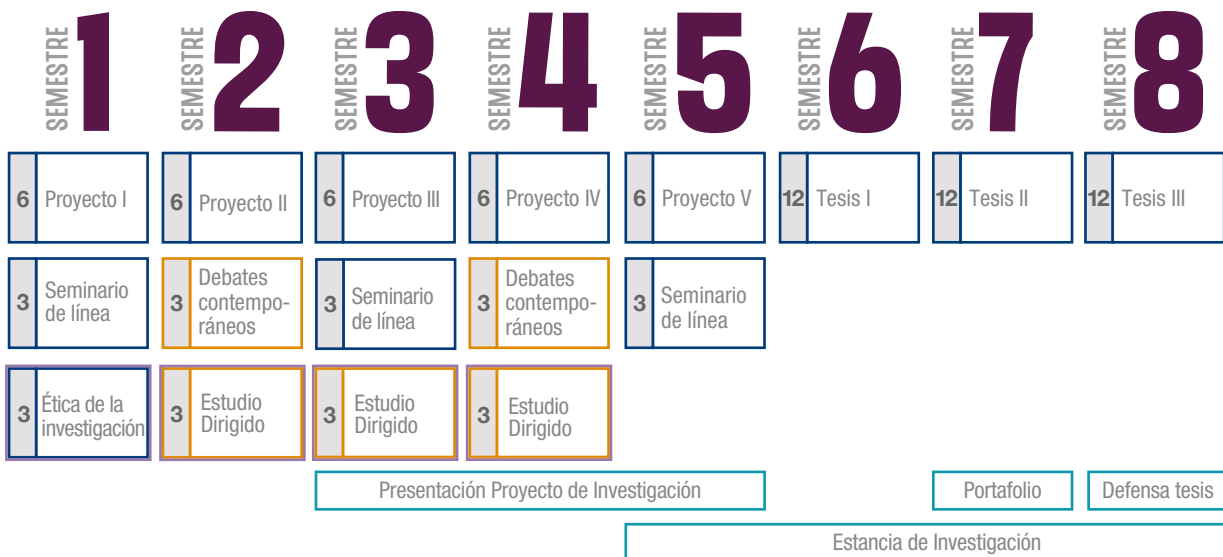 SEMESTRE 1
SEMESTRE 2
SEMESTRE 3
SEMESTRE 4
SEMESTRE 5
SEMESTRE 6
SEMESTRE 7
SEMESTRE 8
6 Proyecto I
6 Proyecto II
6 Proyecto III
6 Proyecto IV
6 Proyecto V
12 Tesis I
12 Tesis II
12 Tesis III
3 Seminario
de línea
3 Debates
contempo-
ráneos
3 Seminario
de línea
3 Debates
contempo-
ráneos
3 Seminario
de línea
3 Ética de la
investigación
3 Estudio
Dirigido
3 Estudio
Dirigido
3 Estudio
Dirigido
Presentación Proyecto de Investigación
Portafolio
Defensa tesis
Estancia de Investigación